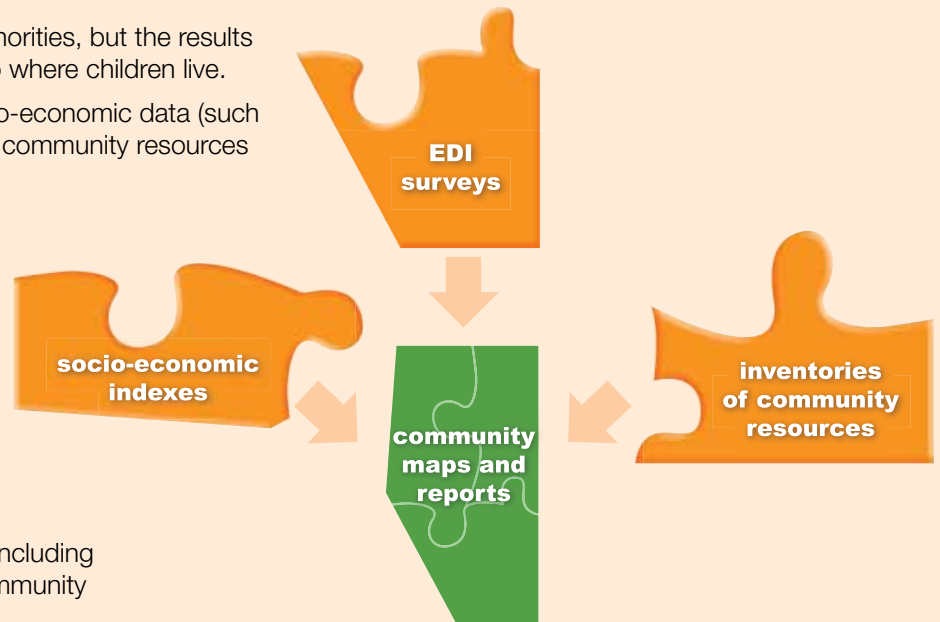 norities, but the results
where children live.
o-economic data (such
community resources
EDI
surveys
socio-economic
indexes
inventories
of community
resources
community
maps and
reports
ncluding
mmunity